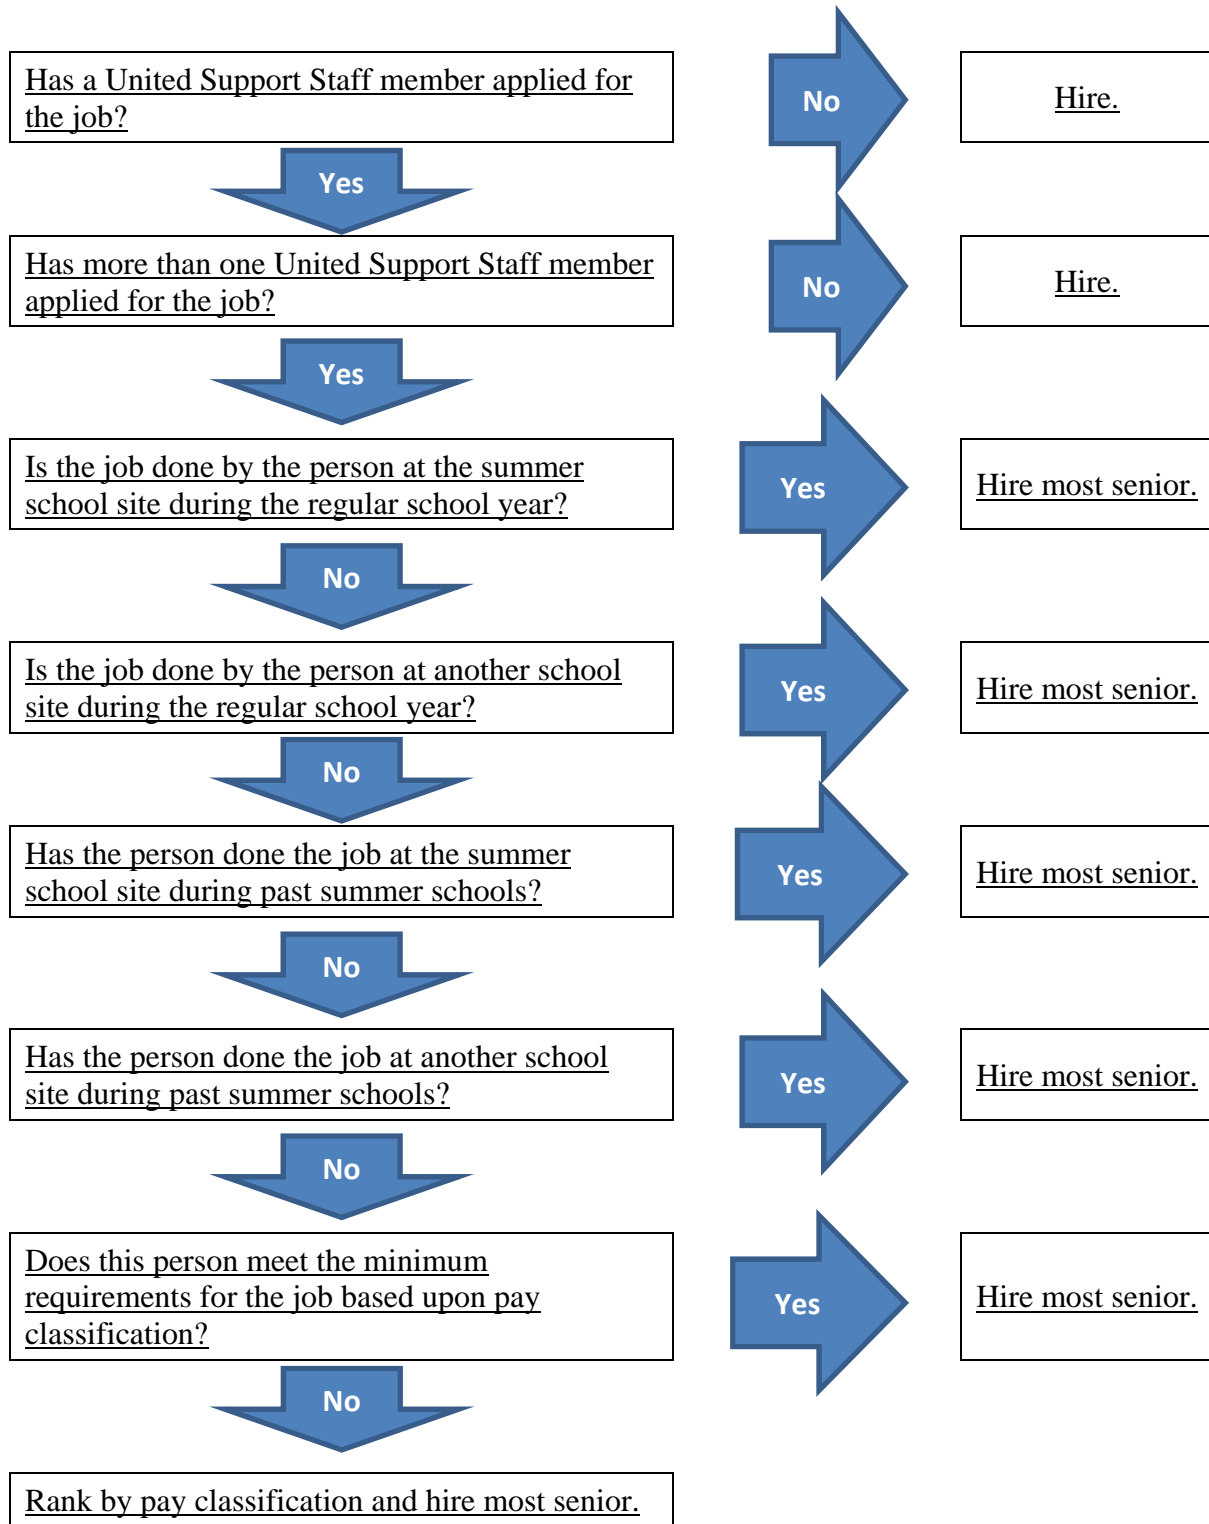 Has a United Support Staff member applied for
the job?
No
Hire.
Yes
Has more than one United Support Staff member
applied for the job?
No
Hire.
Yes
Is the job done by the person at the summer
school site during the regular school year?
Yes
Hire most senior.
No
Is the job done by the person at another school
site during the regular school year?
Yes
Hire most senior.
No
Has the person done the job at the summer
school site during past summer schools?
Yes
Hire most senior.
No
Has the person done the job at another school
site during past summer schools?
Yes
Hire most senior.
No
Does this person meet the minimum
requirements for the job based upon pay
classification?
Yes
Hire most senior.
No
Rank by pay classification and hire most senior.